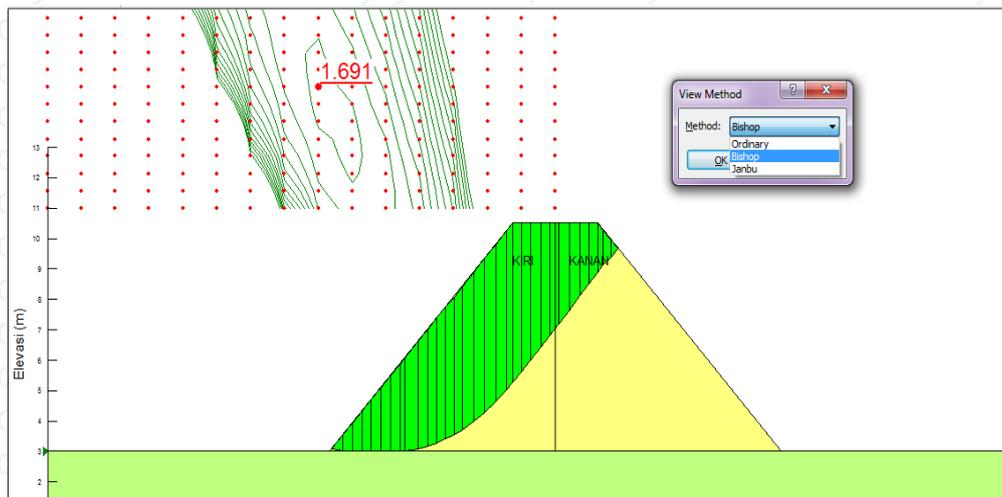 1.691
View Method
Method: Bishop
Ordinary
Bishop
Janbu
OK
13
12
11
10
9
8
7
6
5
4
3
2
Elevasi (m)
KIRI KANAN